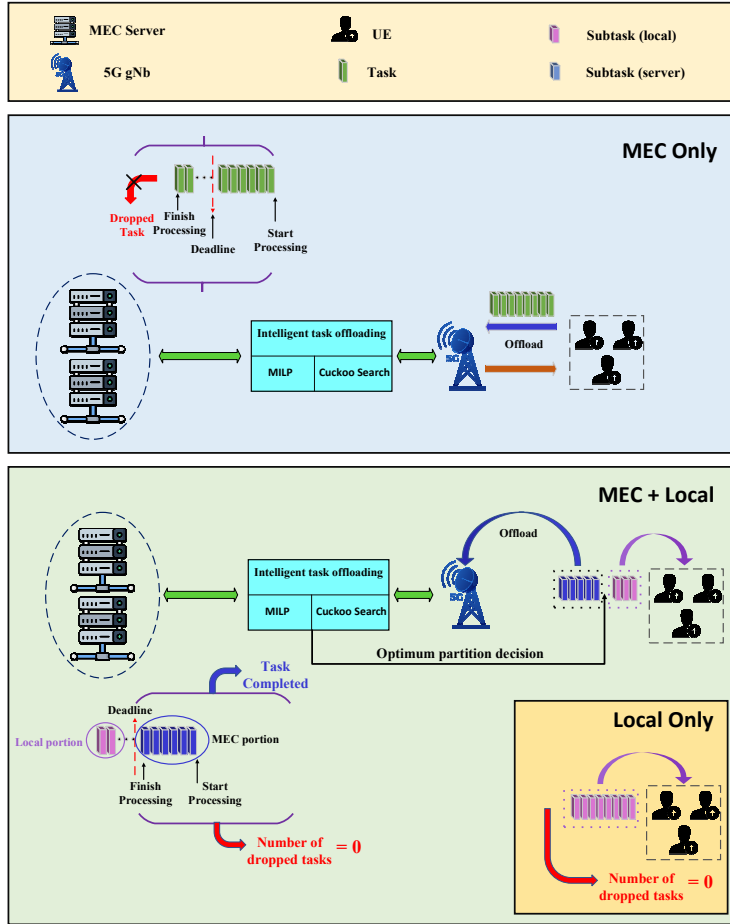 MEC Server
UE
Subtask (local)
5G gNb
Task
Subtask (server)
MEC Only
Dropped
Task
Finish
Processing
Deadline
Start
Processing
Intelligent task offloading
MILP
Cuckoo Search
5G
Offload
MEC + Local
Offload
Intelligent task offloading
MILP
Cuckoo Search
5G
Optimum partition decision
Task
Completed
Deadline
Local portion
MEC portion
Finish
Processing
Start
Processing
Number of
dropped tasks = 0
Local Only
Number of
dropped tasks = 0